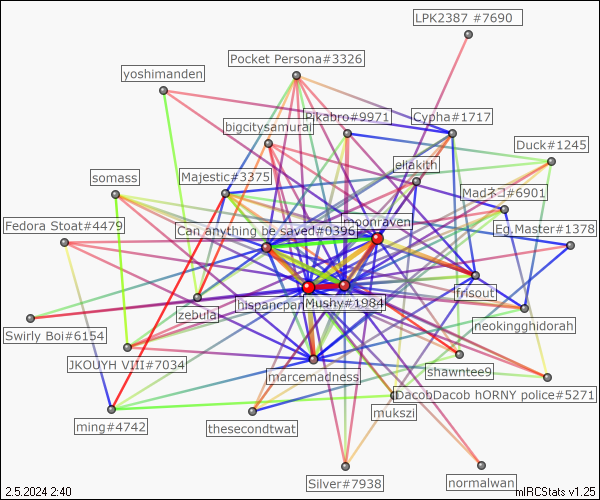 LPK2387 #7690
Pocket Persona#3326
yoshimanden
Pikabro#9971
Cypha#1717
bigcitysamurai
Duck#1245
eliakith
somass
Majestic#3375
Madネコ#6901
Fedora Stoat#4479
Can anything be saved#0396
moonraven
Eg.Master#1378
frisout
hispancpan
Mushy#1984
zebula
neokingghidorah
Swirly Boi#6154
JKOUYH VIII#7034
marcemadness
shawntee9
DacobDacob hORNY police#5271
mukszi
ming#4742
thesecondtwat
Silver#7938
normalwan
2.5.2024 2:40
mIRCStats v1.25